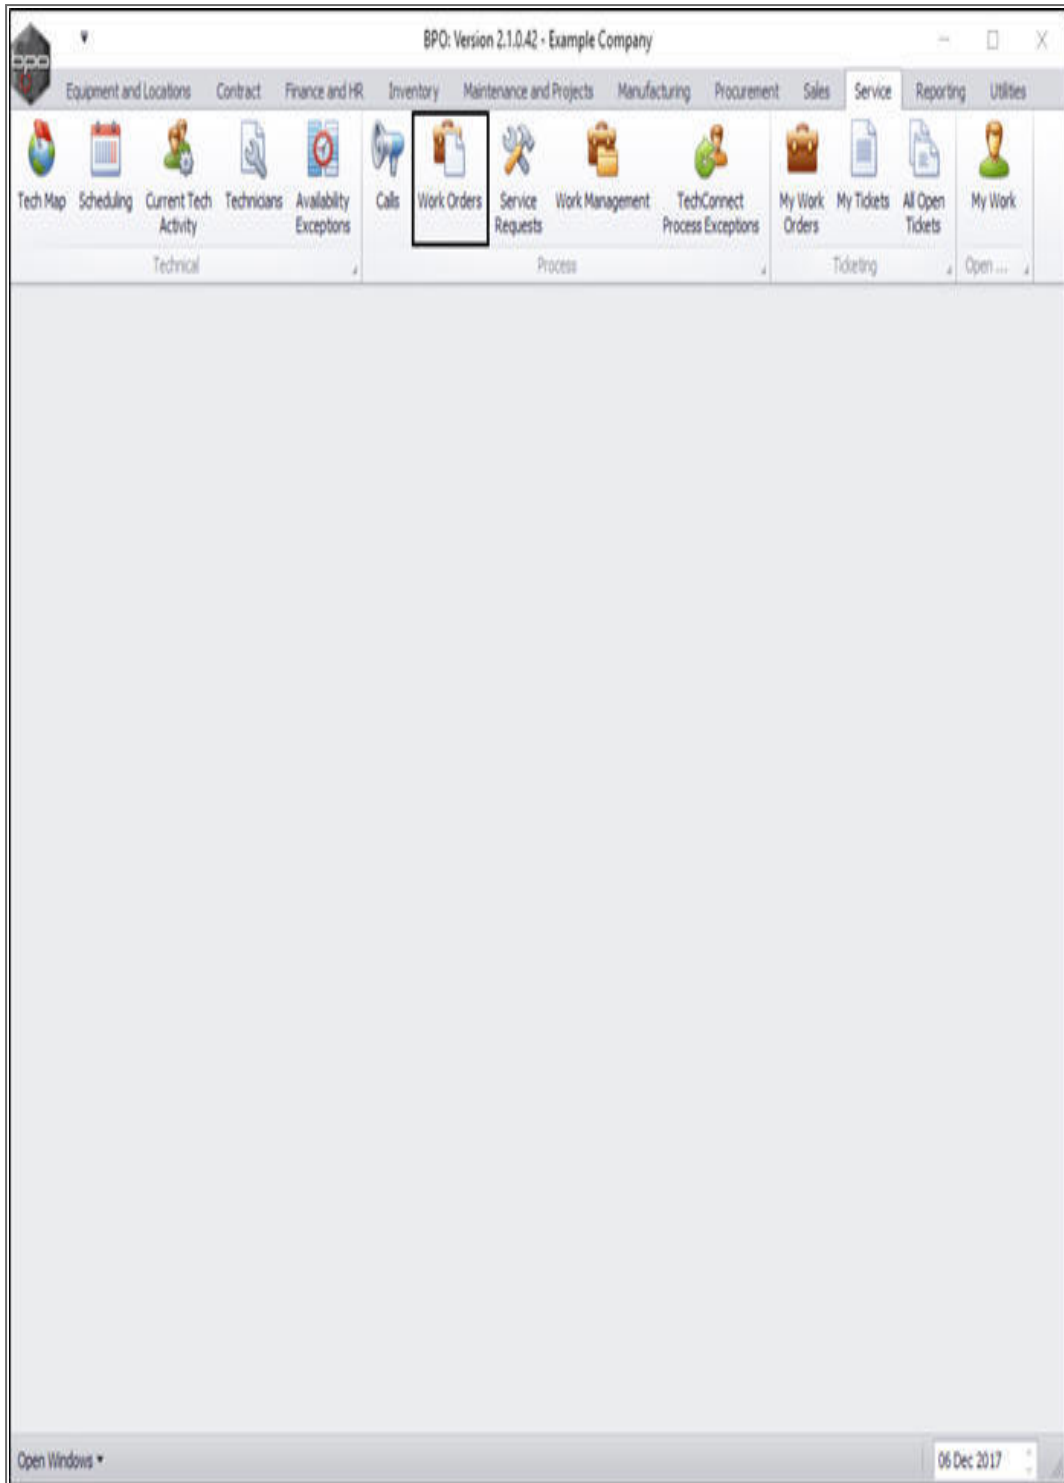 BPO: Version 2.1.0.42 - Example Company
bpo
Equipment and Locations Contract Finance and HR Inventory Maintenance and Projects Manufacturing Procurement Sales Service Reporting Utilities
Tech Map Scheduling Current Tech Technicians Availability Calls Work Orders Service Work Management TechConnect My Work My Tickets All Open My Work
Activity Exceptions Requests Process Exceptions Orders Tickets
Technical Process Ticketing Open ...
Open Windows 06 Dec 2017